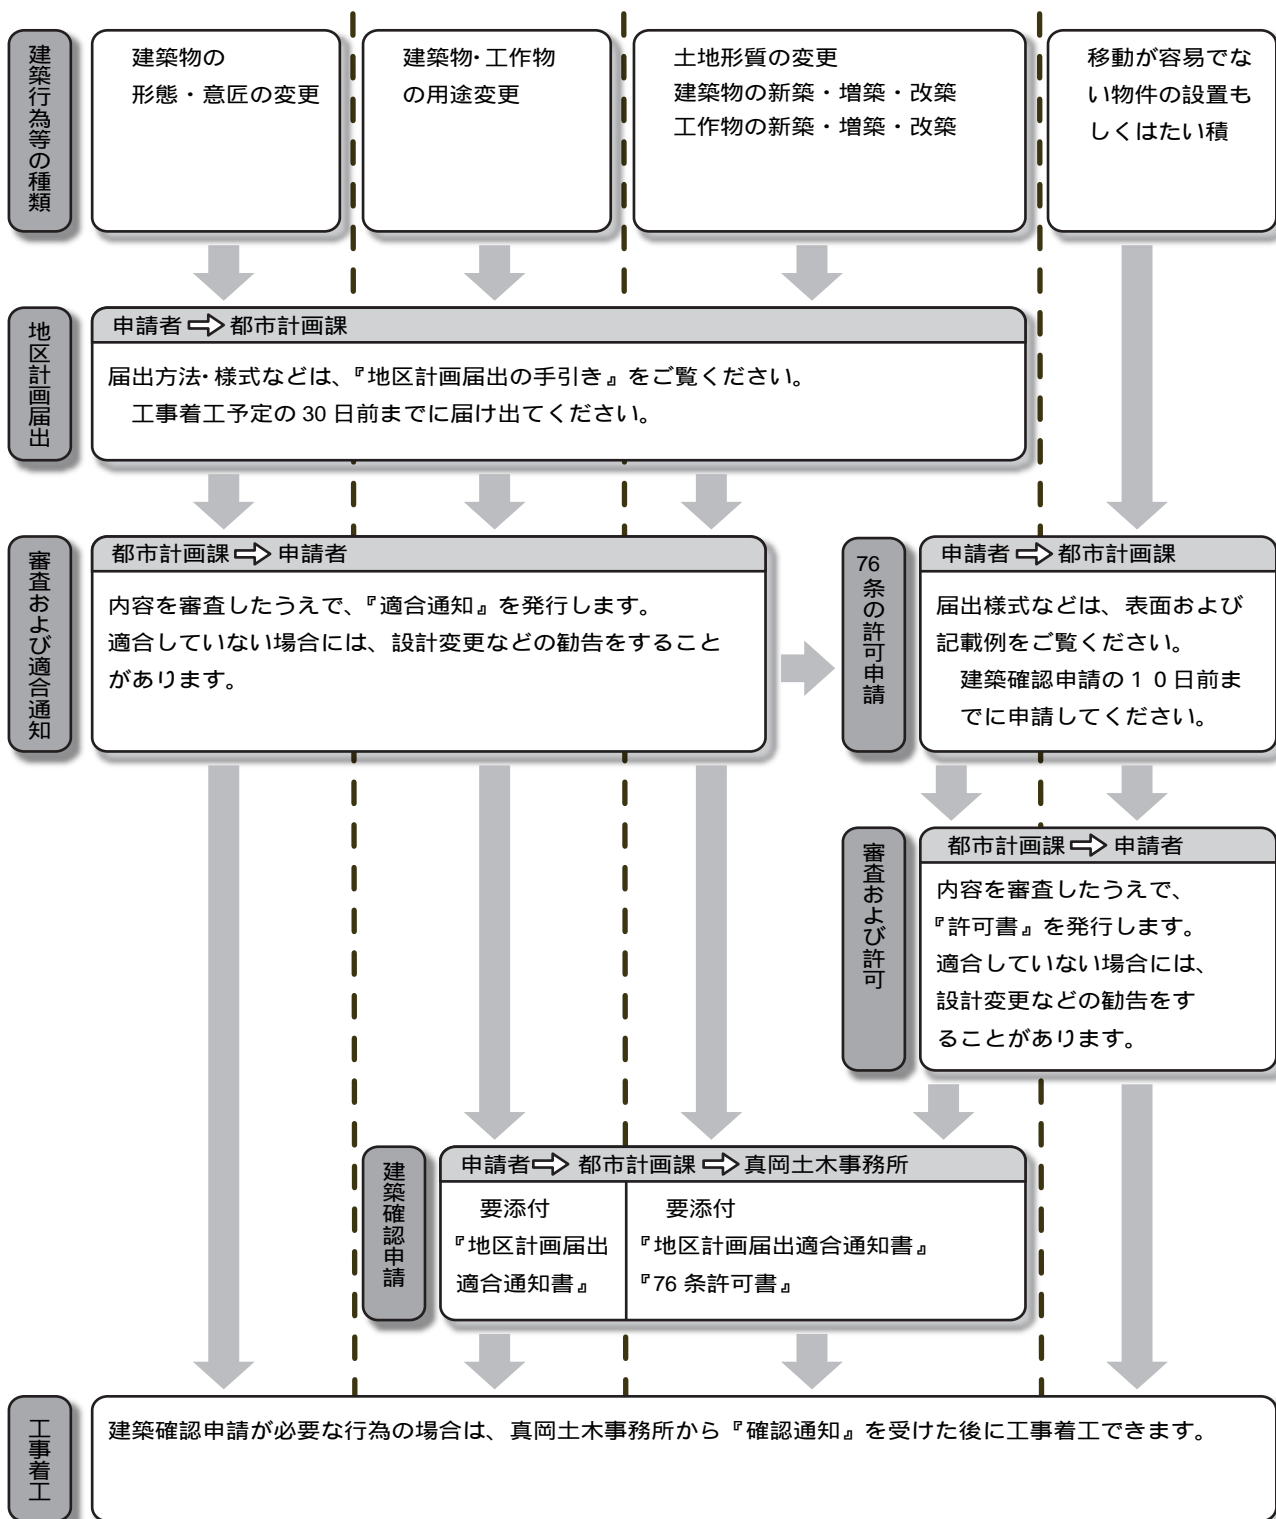 建築行為等の種類
建築物の
形態・意匠の変更
建築物・工作物
の用途変更
土地形質の変更
建築物の新築・増築・改築
工作物の新築・増築・改築
移動が容易でな
い物件の設置も
しくはたい積
地区計画届出
申請者⇨都市計画課
届出方法・様式などは、『地区計画届出の手引き』をご覧ください。
工事着工予定の 30 日前までに届け出てください。
審査および適合通知
都市計画課⇨申請者
内容を審査したうえで、『適合通知』を発行します。
適合していない場合には、設計変更などの勧告をすること
があります。
76条の許可申請
申請者⇨都市計画課
届出様式などは、表面および
記載例をご覧ください。
建築確認申請の１０日前ま
でに申請してください。
審査および許可
都市計画課⇨申請者
内容を審査したうえで、
『許可書』を発行します。
適合していない場合には、
設計変更などの勧告をす
ることがあります。
建築確認申請
申請者⇨都市計画課⇨真岡土木事務所
要添付
『地区計画届出
適合通知書』
要添付
『地区計画届出適合通知書』
『76 条許可書』
工事着工
建築確認申請が必要な行為の場合は、真岡土木事務所から『確認通知』を受けた後に工事着工できます。